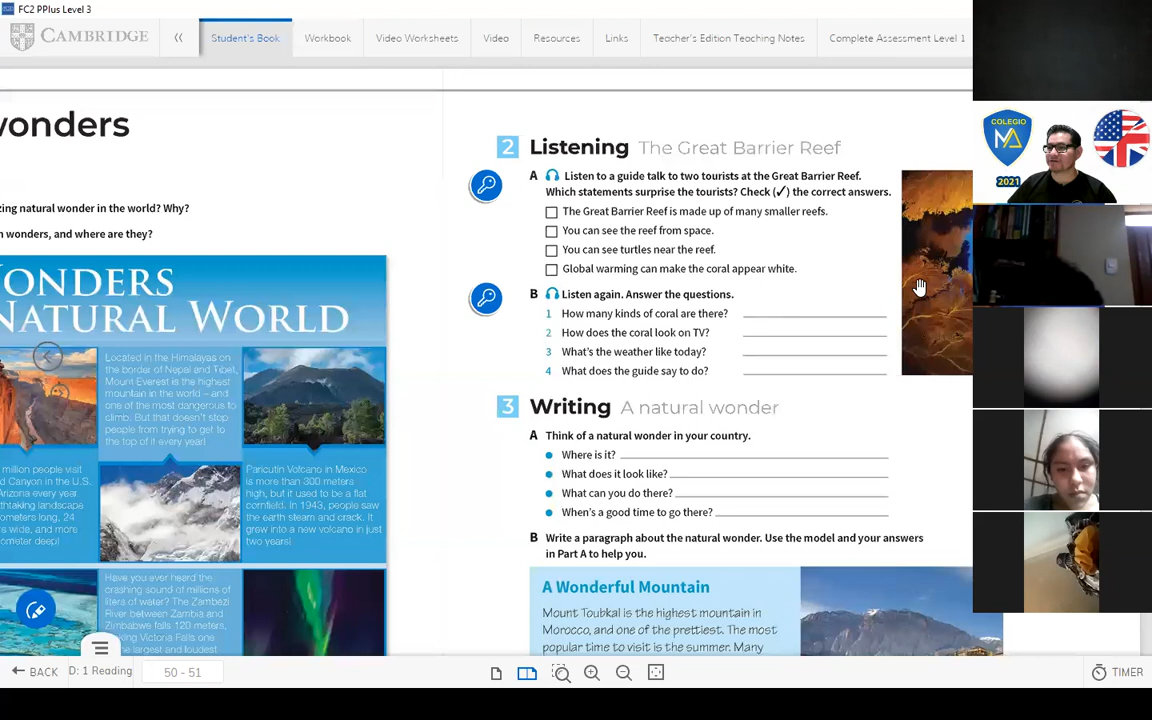 FC2 PPlus Level 3
CAMBRIDGE
Student's Book
Workbook
Video Worksheets
Video
Resources
Links
Teacher's Edition Teaching Notes
Complete Assessment Level 1
wonders
zing natural wonder in the world? Why?
n wonders, and where are they?
ONDERS
NATURAL WORLD
Located in the Himalayas on
the border of Nepal and Tibet,
Mount Everest is the highest
mountain in the world – and
one of the most dangerous to
climb. But that doesn't stop
people from trying to get to
the top of it every year!
million people visit
d Canyon in the U.S.
Arizona every year.
thtaking landscape
ometers long, 24
s wide, and more
ometer deep!
Paricutín Volcano in Mexico
is more than 300 meters
high, but it used to be a flat
cornfield. In 1943, people saw
the earth steam and crack. It
grew into a new volcano in just
two years!
Have you ever heard the
crashing sound of millions of
liters of water? The Zambezi
River between Zambia and
Zimbabwe falls 120 meters,
king Victoria Falls one
he largest and loudest
2 Listening The Great Barrier Reef
A Listen to a guide talk to two tourists at the Great Barrier Reef.
Which statements surprise the tourists? Check (✓) the correct answers.
The Great Barrier Reef is made up of many smaller reefs.
You can see the reef from space.
You can see turtles near the reef.
Global warming can make the coral appear white.
B Listen again. Answer the questions.
1 How many kinds of coral are there?
2 How does the coral look on TV?
3 What's the weather like today?
4 What does the guide say to do?
3 Writing A natural wonder
A Think of a natural wonder in your country.
Where is it?
What does it look like?
What can you do there?
When's a good time to go there?
B Write a paragraph about the natural wonder. Use the model and your answers
in Part A to help you.
A Wonderful Mountain
Mount Toubkal is the highest mountain in
Morocco, and one of the prettiest. The most
popular time to visit is the summer. Many
COLEGIO
MA
2021
BACK
D: 1 Reading
50 - 51
TIMER